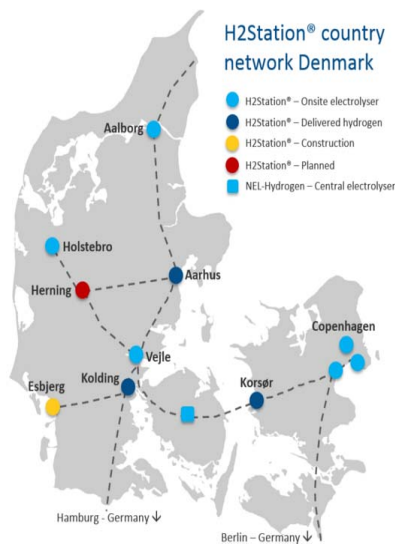 H2Station® country
network Denmark
H2Station® – Onsite electrolyser
H2Station® – Delivered hydrogen
H2Station® – Construction
H2Station® – Planned
NEL-Hydrogen – Central electrolyser
Aalborg
Holstebro
Aarhus
Herning
Copenhagen
Vejle
Kolding
Esbjerg
Korsør
Hamburg - Germany ↓
Berlin – Germany ↓